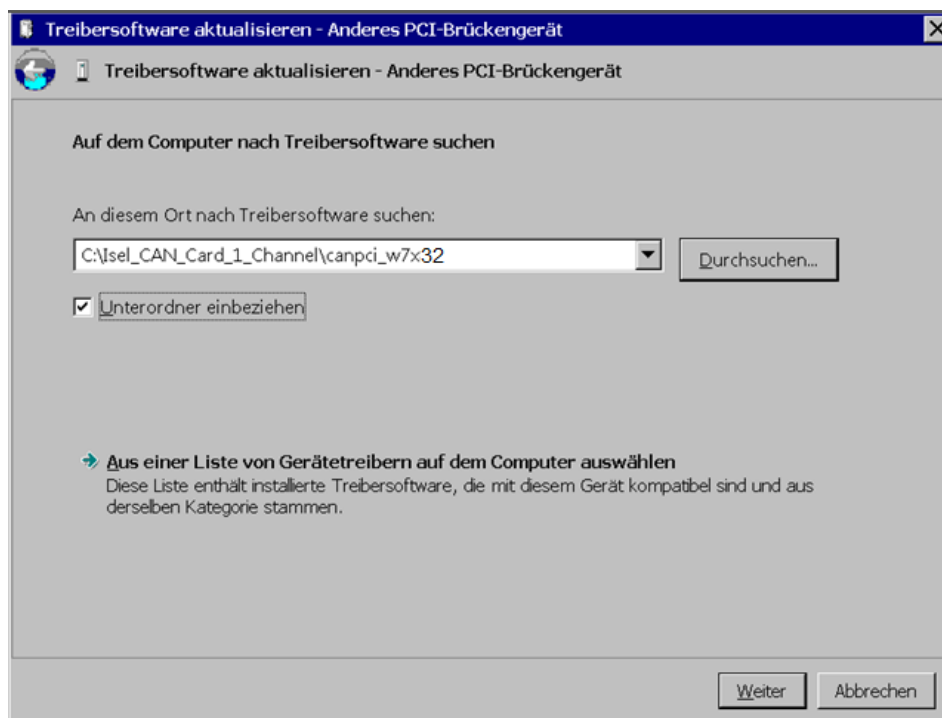 Treibersoftware aktualisieren - Anderes PCI-Brückengerät
Treibersoftware aktualisieren - Anderes PCI-Brückengerät
Auf dem Computer nach Treibersoftware suchen
An diesem Ort nach Treibersoftware suchen:
C:\Isel_CAN_Card_1_Channel\canpci_w7x32
Durchsuchen...
Unterordner einbeziehen
Aus einer Liste von Gerätetreibern auf dem Computer auswählen
Diese Liste enthält installierte Treibersoftware, die mit diesem Gerät kompatibel sind und aus
derselben Kategorie stammen.
Weiter Abbrechen